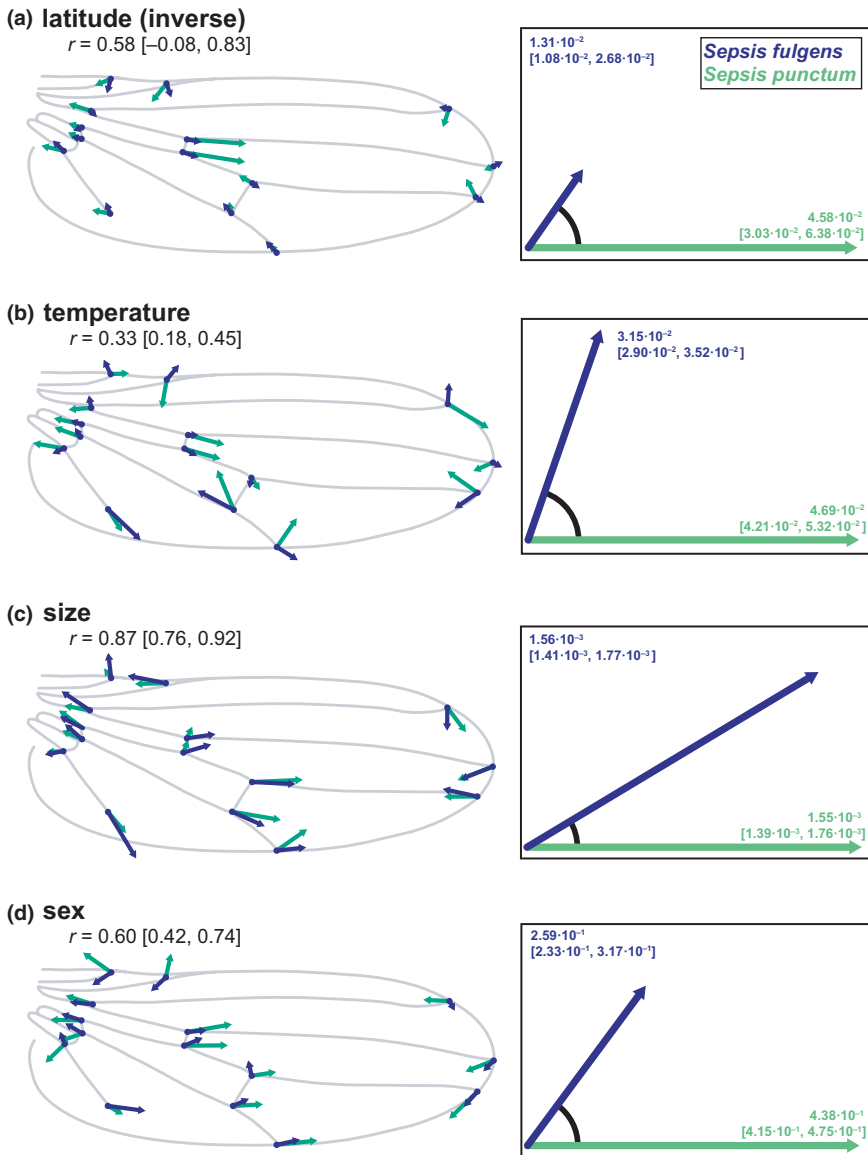 (a) latitude (inverse)
r = 0.58 [–0.08, 0.83]
1.31·10⁻²
[1.08·10⁻², 2.68·10⁻²]
Sepsis fulgens
Sepsis punctum
4.58·10⁻²
[3.03·10⁻², 6.38·10⁻²]
(b) temperature
r = 0.33 [0.18, 0.45]
3.15·10⁻²
[2.90·10⁻², 3.52·10⁻²]
4.69·10⁻²
[4.21·10⁻², 5.32·10⁻²]
(c) size
r = 0.87 [0.76, 0.92]
1.56·10⁻³
[1.41·10⁻³, 1.77·10⁻³]
1.55·10⁻³
[1.39·10⁻³, 1.76·10⁻³]
(d) sex
r = 0.60 [0.42, 0.74]
2.59·10⁻¹
[2.33·10⁻¹, 3.17·10⁻¹]
4.38·10⁻¹
[4.15·10⁻¹, 4.75·10⁻¹]